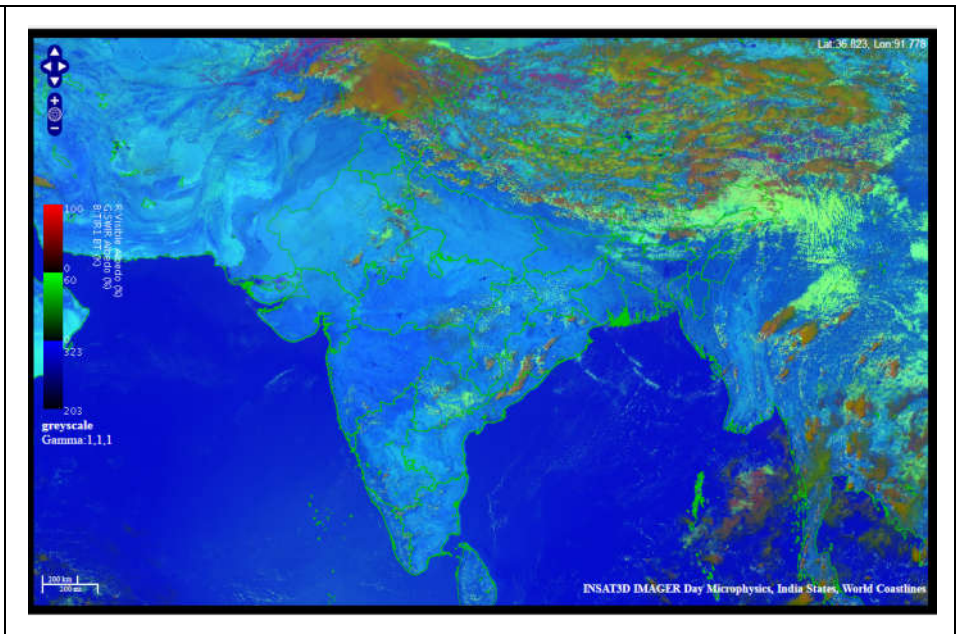 Lat:36.823, Lon:91.778
100
0
60
0
323
203
R:Visible Albedo (%)
G:SWIR Albedo (%)
B:TIR1 BT (K)
greyscale
Gamma:1,1,1
200 km
200 mi
INSAT3D IMAGER Day Microphysics, India States, World Coastlines